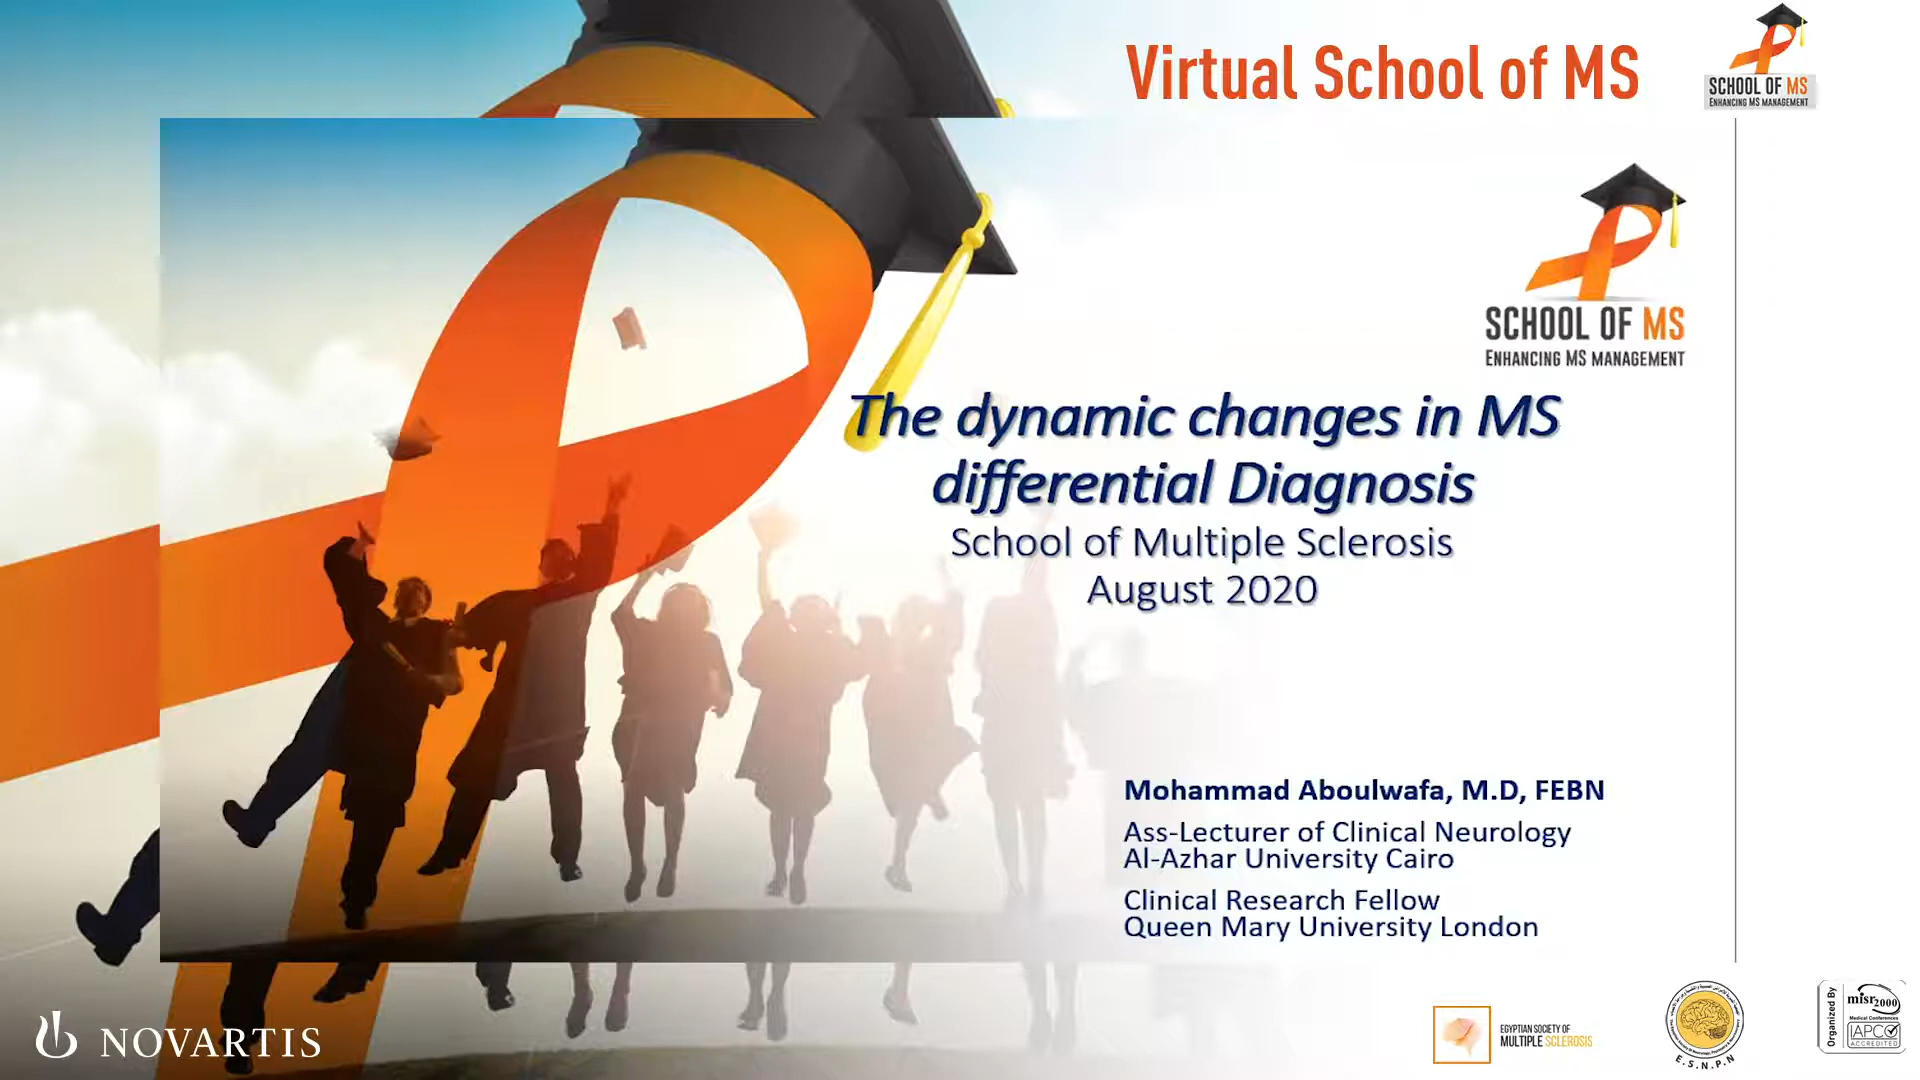 Virtual School of MS
SCHOOL OF MS
ENHANCING MS MANAGEMENT
SCHOOL OF MS
ENHANCING MS MANAGEMENT
The dynamic changes in MS
differential Diagnosis
School of Multiple Sclerosis
August 2020
Mohammad Aboulwafa, M.D, FEBN
Ass-Lecturer of Clinical Neurology
Al-Azhar University Cairo
Clinical Research Fellow
Queen Mary University London
NOVARTIS
EGYPTIAN SOCIETY OF
MULTIPLE SCLEROSIS
E.S.N.P.N
Organized By
misr2000
Medical Conferences
IAPCO
ACCREDITED